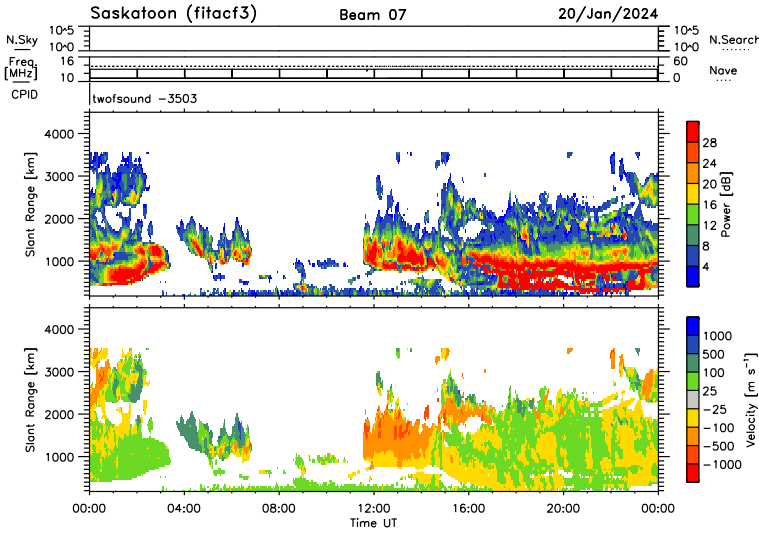 Saskatoon (fitacf3) Beam 07 20/Jan/2024
N.Sky 10^5 10^5 N.Search
10^0 10^0
Freq. 16 60 Nave
[MHz] 10 0
CPID twofsound -3503
4000
3000
2000
1000
Slant Range [km]
28
24
20
16
12
8
4
Power [dB]
4000
3000
2000
1000
Slant Range [km]
1000
500
100
25
-25
-100
-500
-1000
Velocity [m s⁻¹]
00:00 04:00 08:00 12:00 16:00 20:00 00:00
Time UT